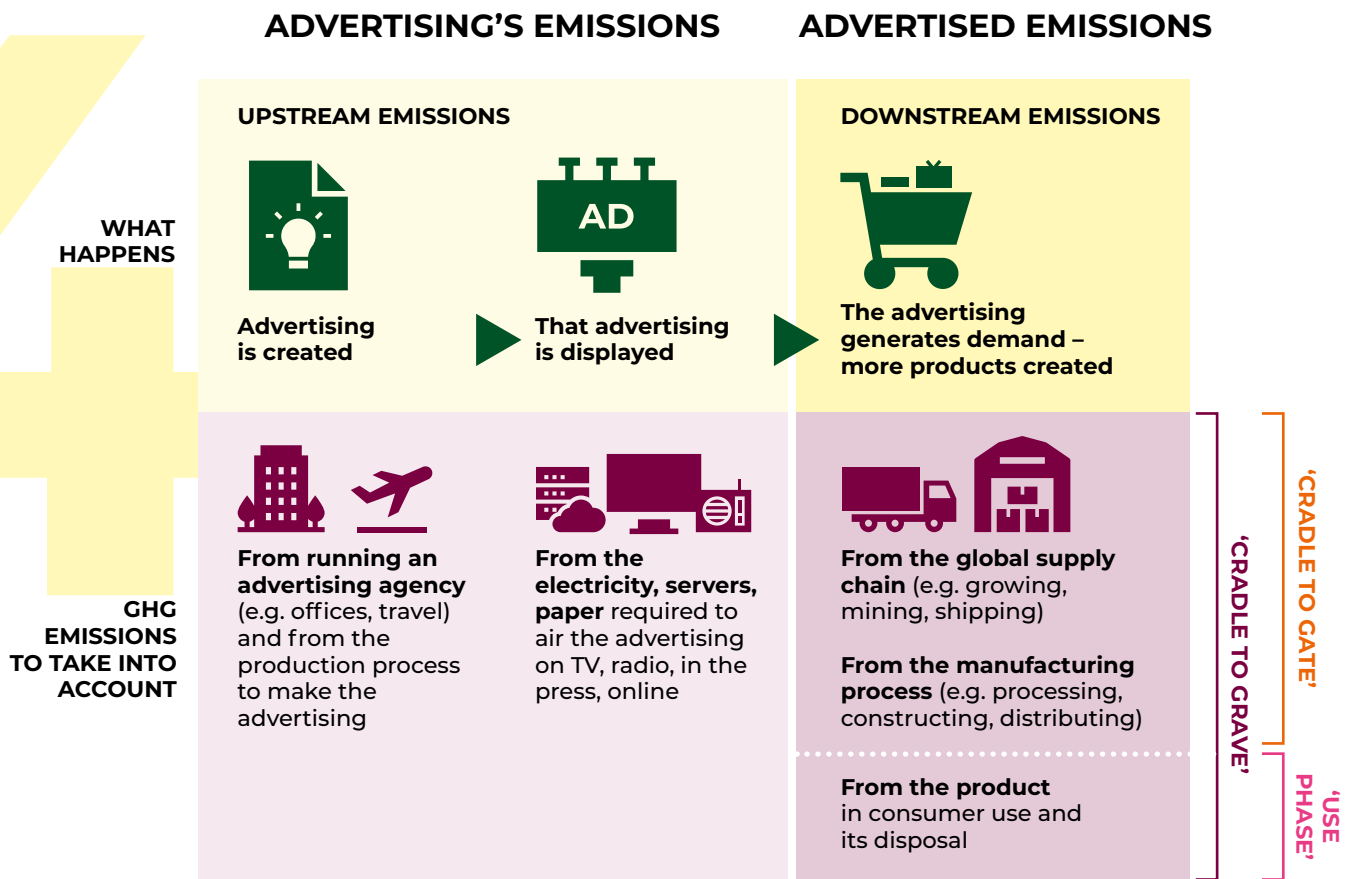 ADVERTISING’S EMISSIONS
ADVERTISED EMISSIONS
UPSTREAM EMISSIONS
DOWNSTREAM EMISSIONS
WHAT
HAPPENS
AD
Advertising
is created
That advertising
is displayed
The advertising
generates demand –
more products created
GHG
EMISSIONS
TO TAKE INTO
ACCOUNT
From running an
advertising agency
(e.g. offices, travel)
and from the
production process
to make the
advertising
From the
electricity, servers,
paper required to
air the advertising
on TV, radio, in the
press, online
From the global supply
chain (e.g. growing,
mining, shipping)
From the manufacturing
process (e.g. processing,
constructing, distributing)
From the product
in consumer use and
its disposal
‘CRADLE TO GRAVE’
‘CRADLE TO GATE’
‘USE
PHASE’